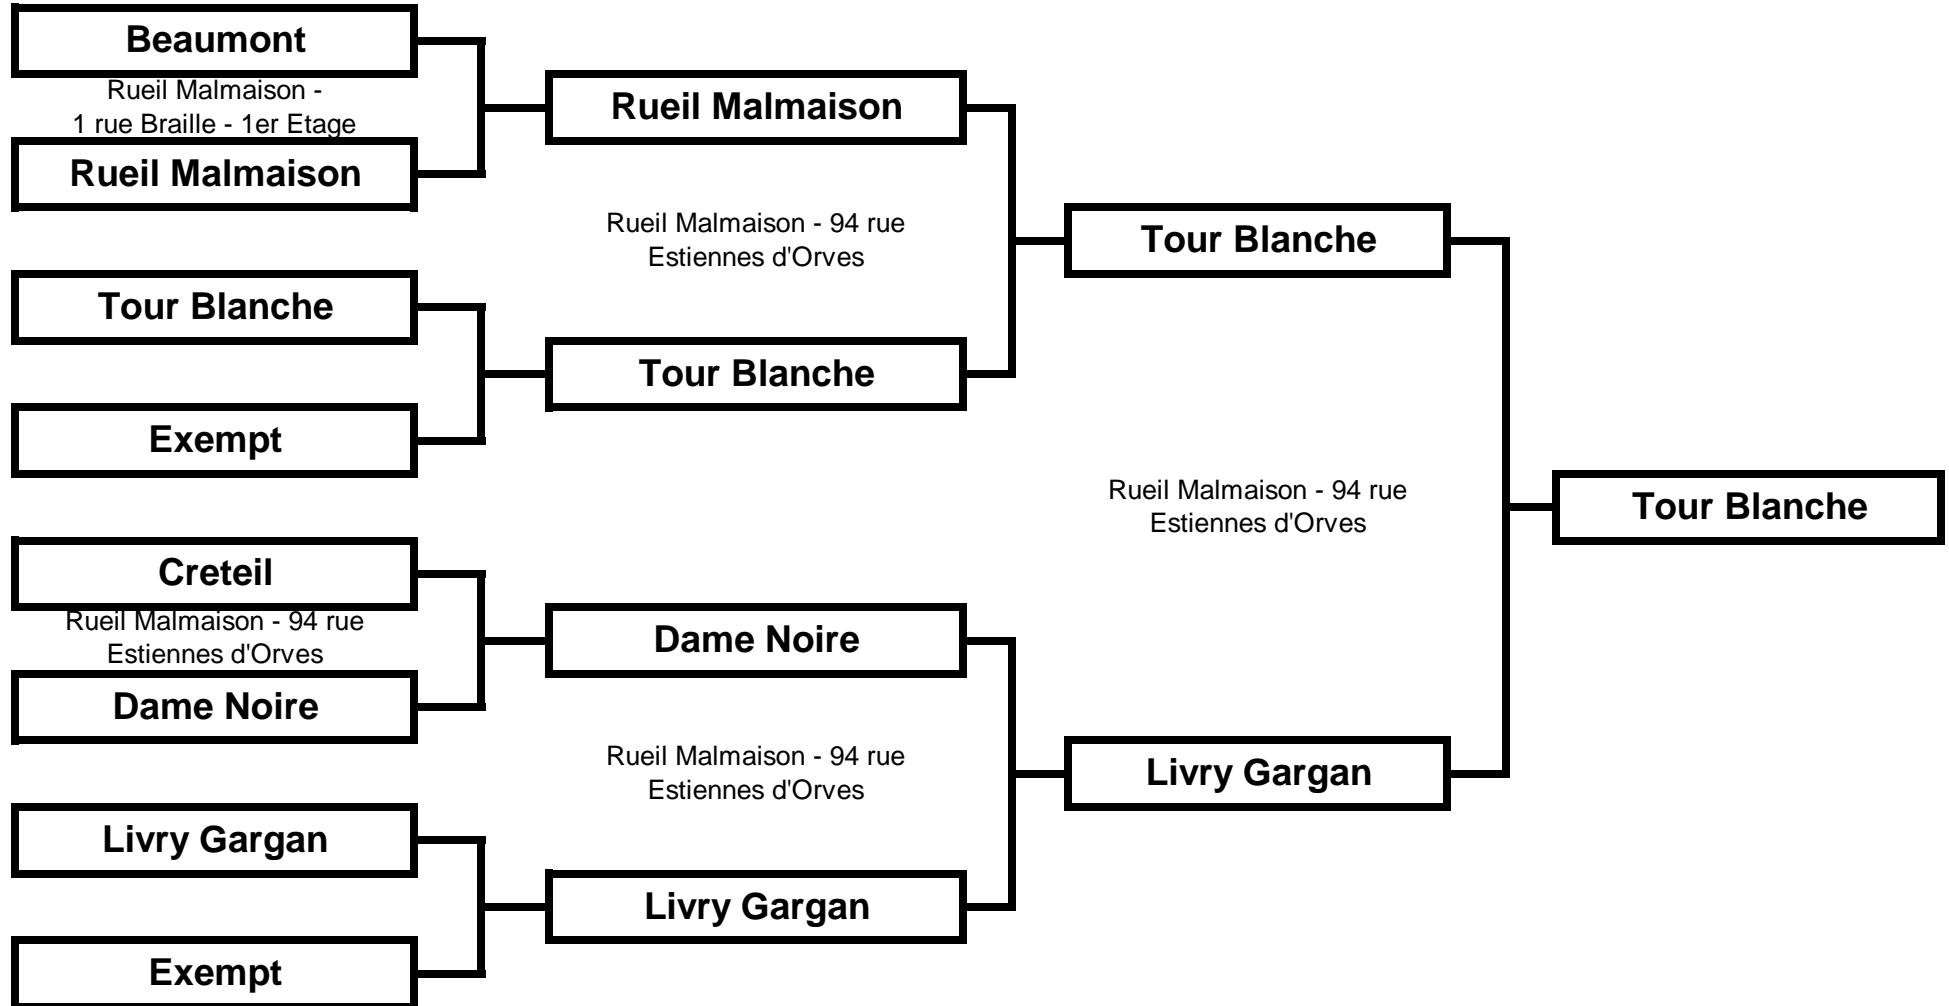 Beaumont
Rueil Malmaison -
1 rue Braille - 1er Etage
Rueil Malmaison
Tour Blanche
Exempt
Creteil
Rueil Malmaison - 94 rue
Estiennes d'Orves
Dame Noire
Livry Gargan
Exempt
Rueil Malmaison
Rueil Malmaison - 94 rue
Estiennes d'Orves
Tour Blanche
Dame Noire
Rueil Malmaison - 94 rue
Estiennes d'Orves
Livry Gargan
Tour Blanche
Rueil Malmaison - 94 rue
Estiennes d'Orves
Livry Gargan
Tour Blanche